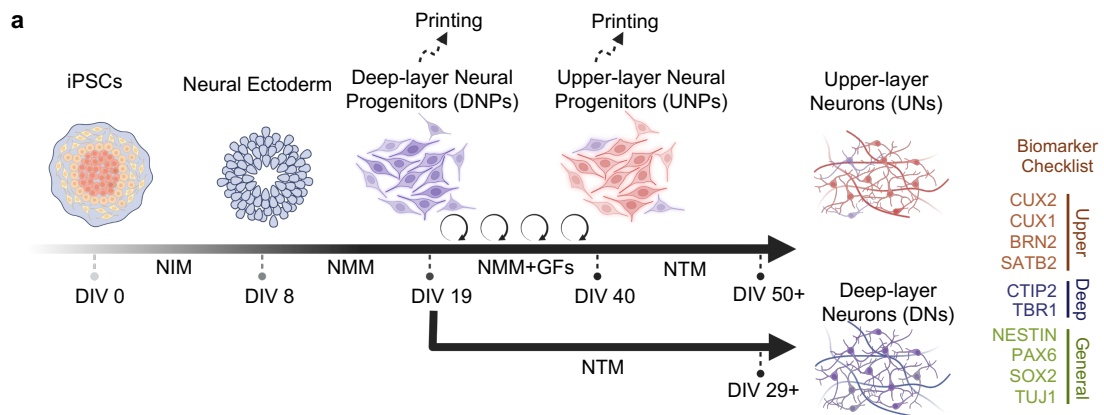 a
Printing
Printing
iPSCs
Neural Ectoderm
Deep-layer Neural
Progenitors (DNPs)
Upper-layer Neural
Progenitors (UNPs)
Upper-layer
Neurons (UNs)
NIM
NMM
NMM+GFs
NTM
DIV 0
DIV 8
DIV 19
DIV 40
DIV 50+
NTM
DIV 29+
Deep-layer
Neurons (DNs)
Biomarker
Checklist
CUX2
CUX1
BRN2
SATB2
Upper
CTIP2
TBR1
Deep
NESTIN
PAX6
SOX2
TUJ1
General